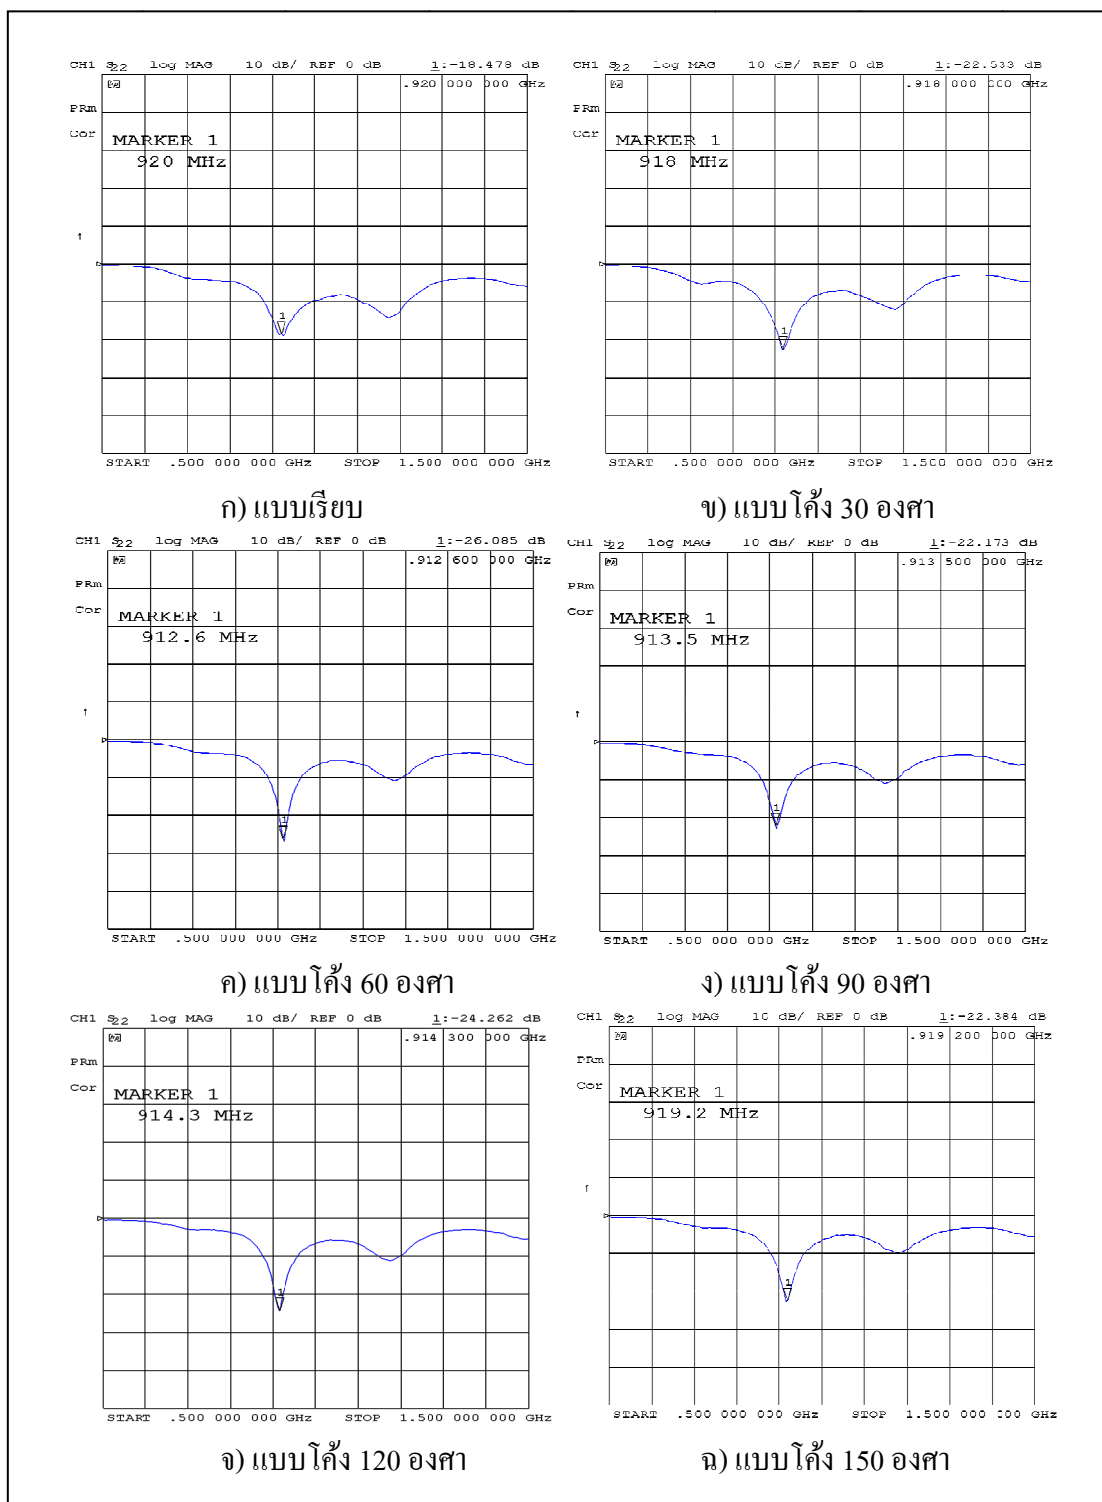 CH1 S22 log MAG 10 dB/ REF 0 dB 1:-18.478 dB
.920 000 000 GHz
PRm
Cor
MARKER 1
920 MHz
START .500 000 000 GHz STOP 1.500 000 000 GHz
ก) แบบเรียบ
CH1 S22 log MAG 10 dB/ REF 0 dB 1:-22.533 dB
.918 000 000 GHz
PRm
Cor
MARKER 1
918 MHz
START .500 000 000 GHz STOP 1.500 000 000 GHz
ข) แบบโค้ง 30 องศา
CH1 S22 log MAG 10 dB/ REF 0 dB 1:-26.085 dB
.912 600 000 GHz
PRm
Cor
MARKER 1
912.6 MHz
START .500 000 000 GHz STOP 1.500 000 000 GHz
ค) แบบโค้ง 60 องศา
CH1 S22 log MAG 10 dB/ REF 0 dB 1:-22.173 dB
.913 500 000 GHz
PRm
Cor
MARKER 1
913.5 MHz
START .500 000 000 GHz STOP 1.500 000 000 GHz
ง) แบบโค้ง 90 องศา
CH1 S22 log MAG 10 dB/ REF 0 dB 1:-24.262 dB
.914 300 000 GHz
PRm
Cor
MARKER 1
914.3 MHz
START .500 000 000 GHz STOP 1.500 000 000 GHz
จ) แบบโค้ง 120 องศา
CH1 S22 log MAG 10 dB/ REF 0 dB 1:-22.384 dB
.919 200 000 GHz
PRm
Cor
MARKER 1
919.2 MHz
START .500 000 000 GHz STOP 1.500 000 000 GHz
ฉ) แบบโค้ง 150 องศา